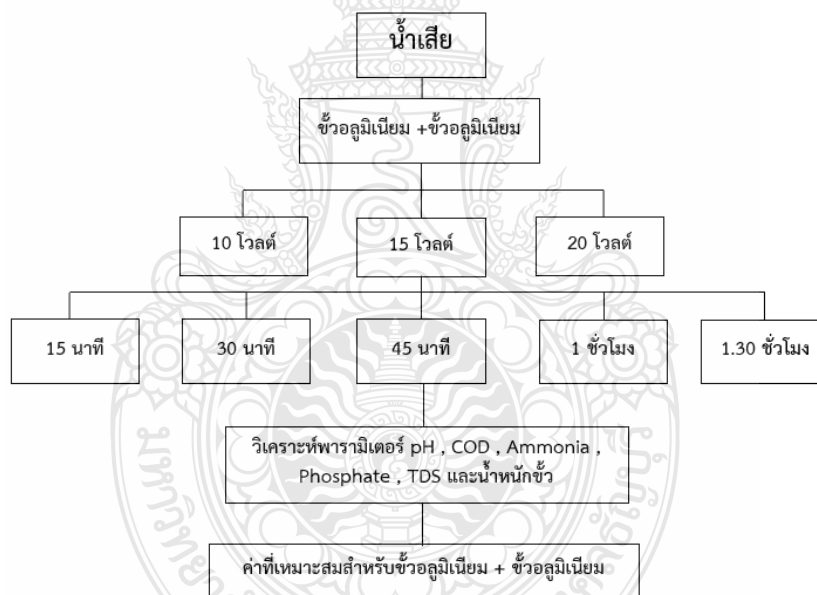 น้ำเสีย
ขั้วอลูมิเนียม +ขั้วอลูมิเนียม
10 โวลต์
15 โวลต์
20 โวลต์
15 นาที
30 นาที
45 นาที
1 ชั่วโมง
1.30 ชั่วโมง
วิเคราะห์พารามิเตอร์ pH , COD , Ammonia ,
Phosphate , TDS และน้ำหนักขั้ว
ค่าที่เหมาะสมสำหรับขั้วอลูมิเนียม + ขั้วอลูมิเนียม